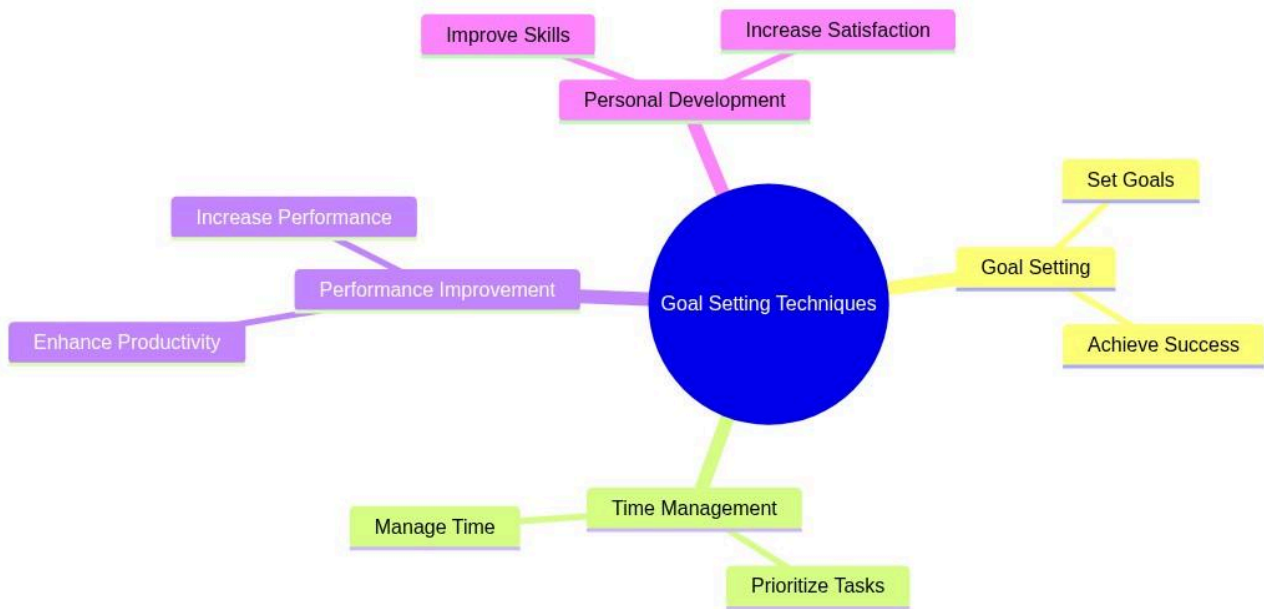 Improve Skills
Increase Satisfaction
Personal Development
Set Goals
Increase Performance
Goal Setting
Performance Improvement
Goal Setting Techniques
Enhance Productivity
Achieve Success
Time Management
Manage Time
Prioritize Tasks